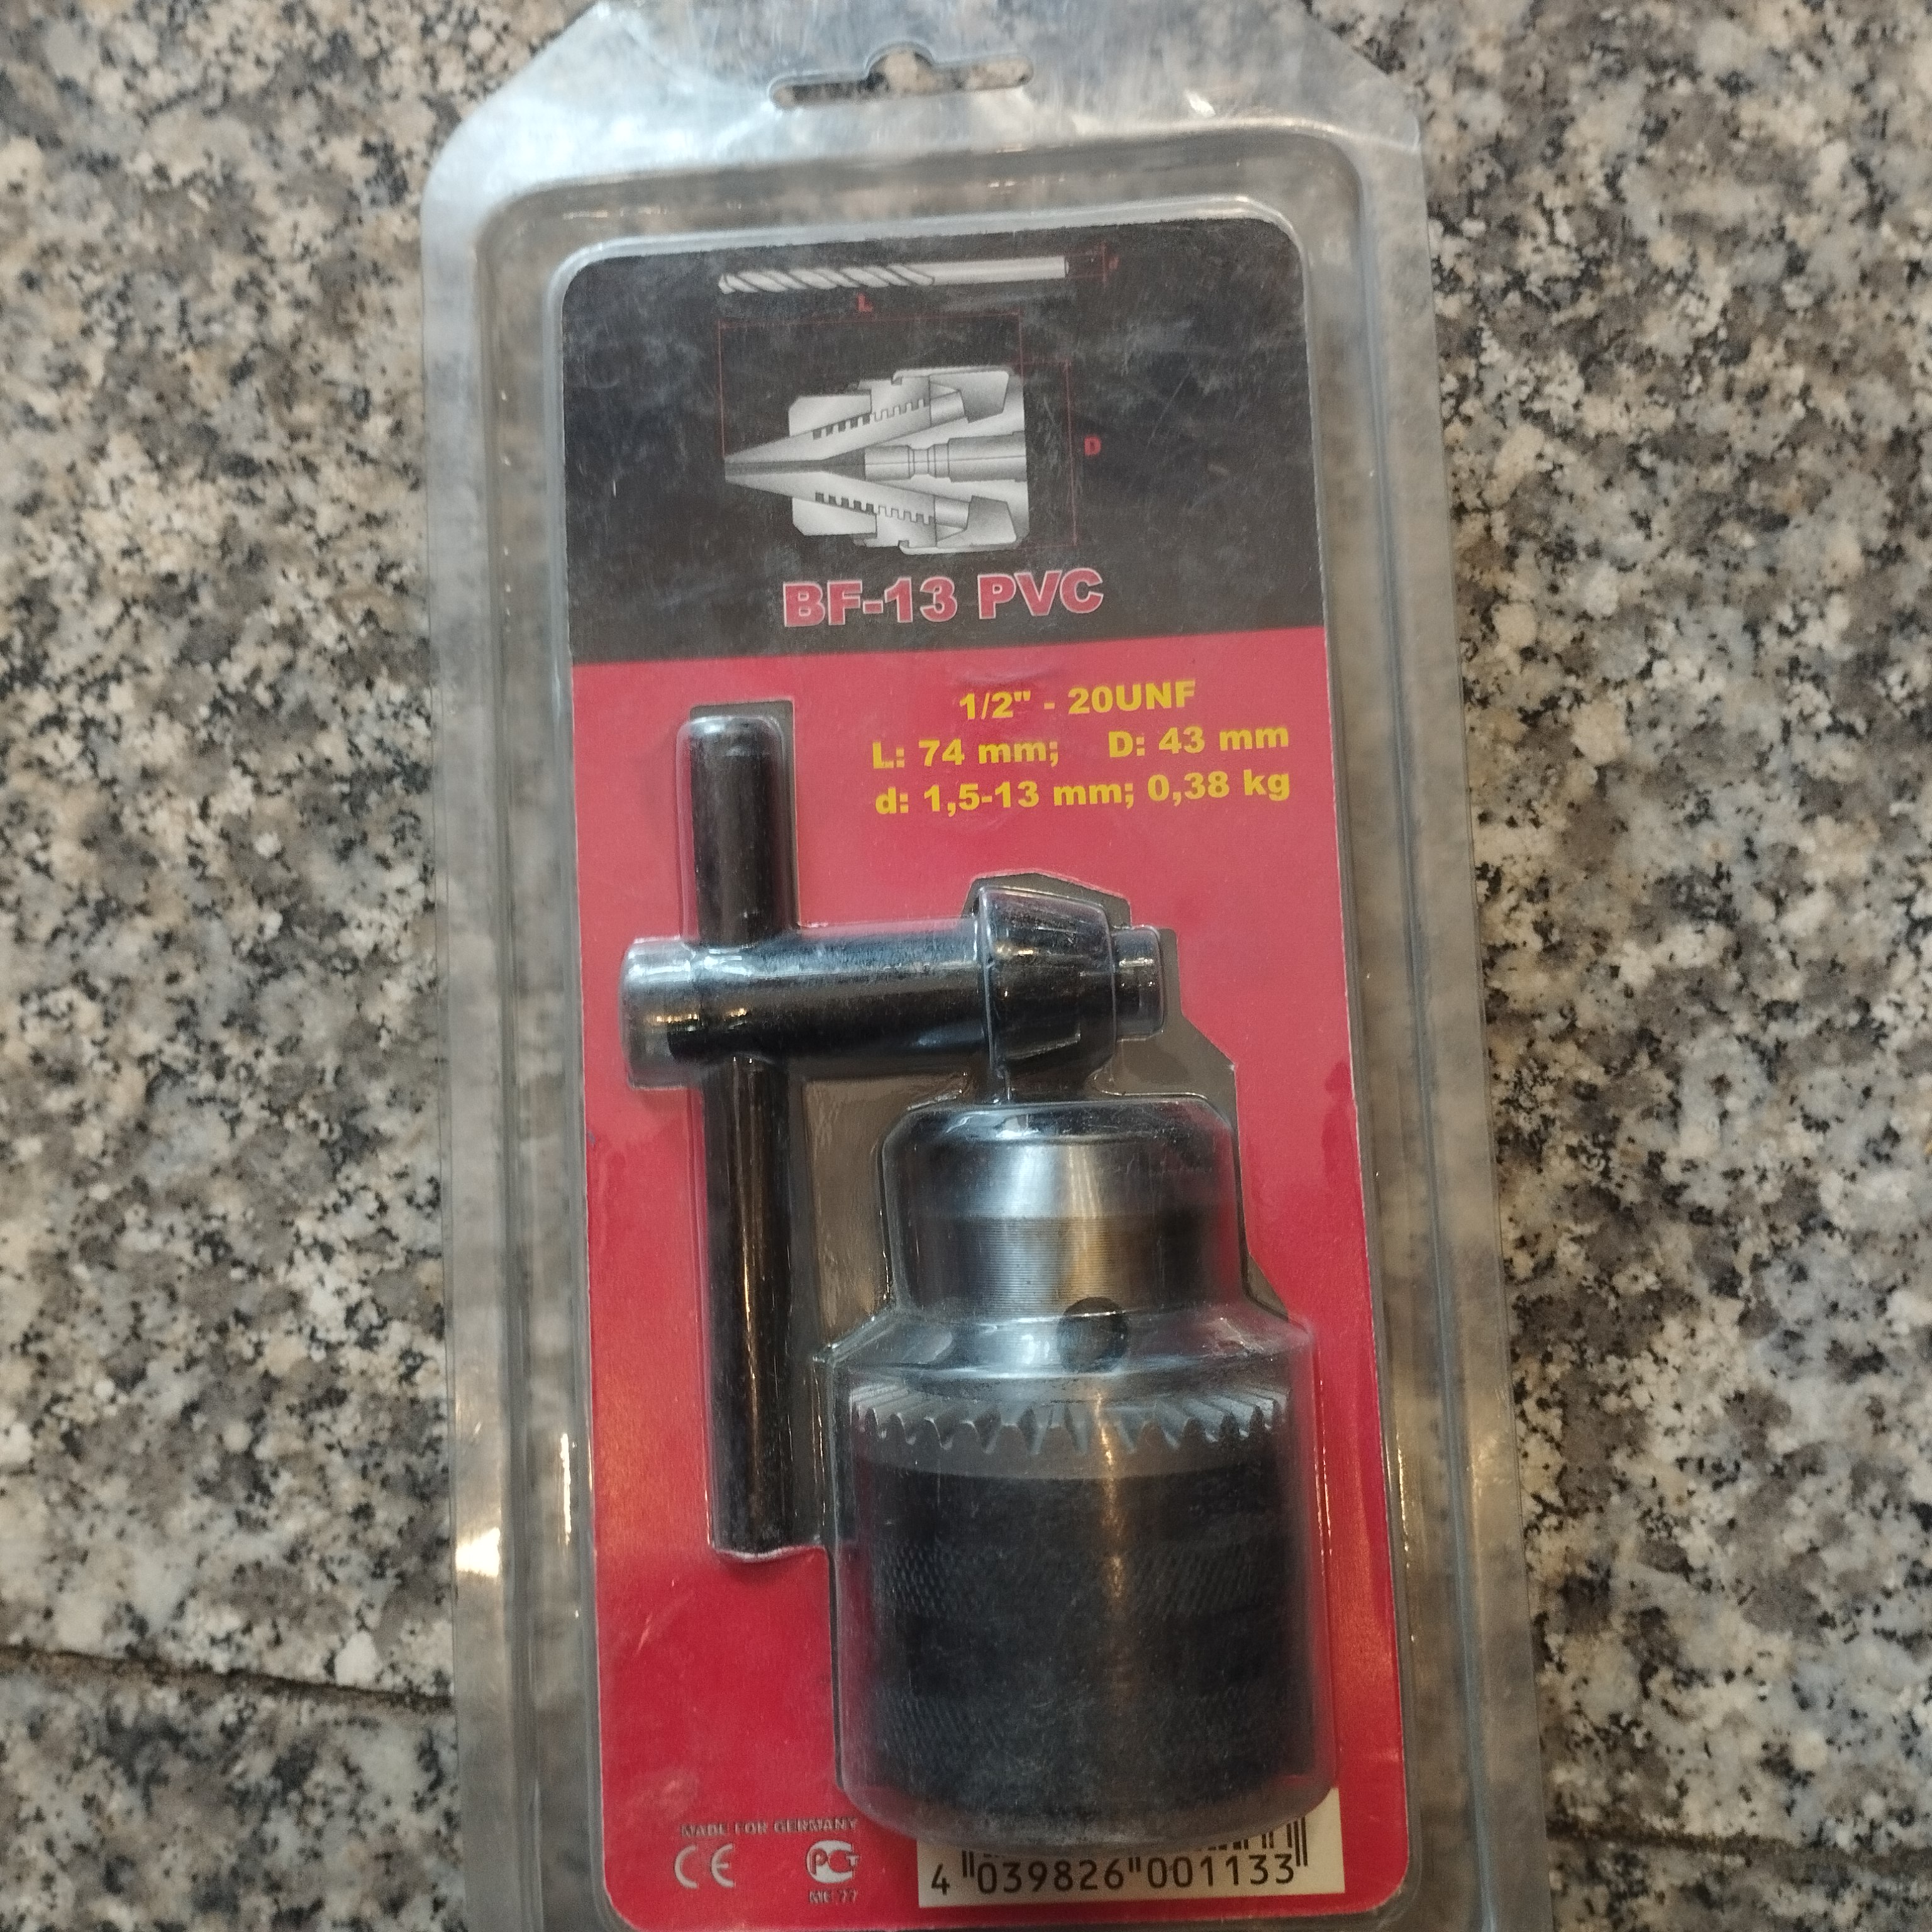 L
D
BF-13 PVC
1/2" - 20UNF
L: 74 mm; D: 43 mm
d: 1,5-13 mm; 0,38 kg
MADE FOR GERMANY
CE
РСТ
4 039826 001133